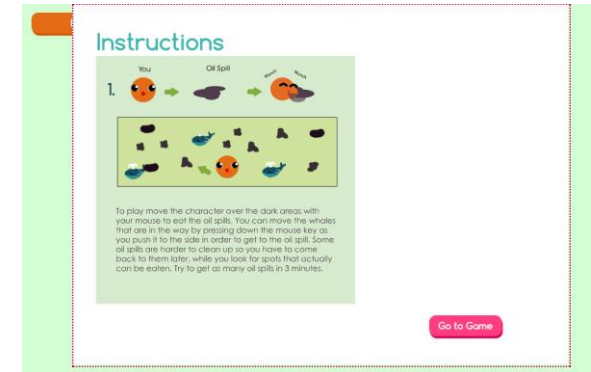 Instructions
You
Oil Spill
Munch
Munch
1.
To play move the character over the dark areas with
your mouse to eat the oil spills. You can move the whales
that are in the way by pressing down the mouse key as
you push it to the side in order to get to the oil spill. Some
oil spills are harder to clean up so you have to come
back to them later, while you look for spots that actually
can be eaten. Try to get as many oil spills in 3 minutes.
Go to Game